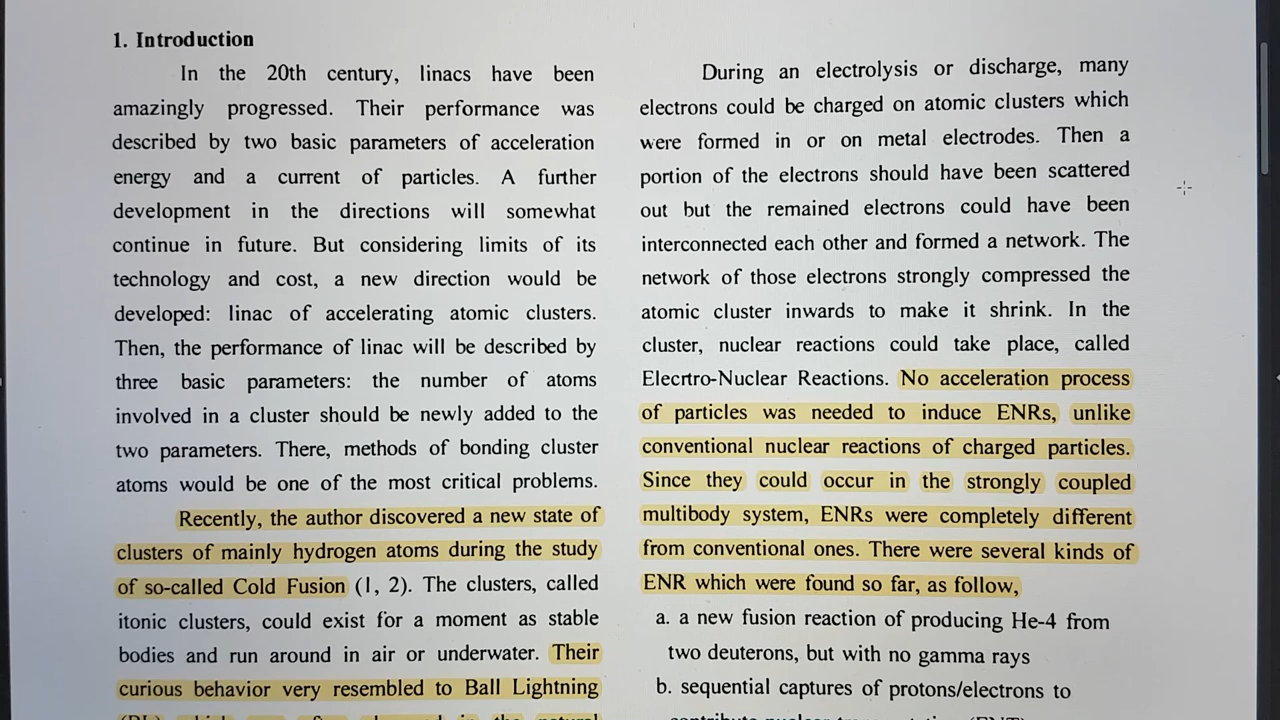 1. Introduction
In the 20th century, linacs have been
amazingly progressed. Their performance was
described by two basic parameters of acceleration
energy and a current of particles. A further
development in the directions will somewhat
continue in future. But considering limits of its
technology and cost, a new direction would be
developed: linac of accelerating atomic clusters.
Then, the performance of linac will be described by
three basic parameters: the number of atoms
involved in a cluster should be newly added to the
two parameters. There, methods of bonding cluster
atoms would be one of the most critical problems.
Recently, the author discovered a new state of
clusters of mainly hydrogen atoms during the study
of so-called Cold Fusion (1, 2). The clusters, called
itonic clusters, could exist for a moment as stable
bodies and run around in air or underwater. Their
curious behavior very resembled to Ball Lightning
During an electrolysis or discharge, many
electrons could be charged on atomic clusters which
were formed in or on metal electrodes. Then a
portion of the electrons should have been scattered
out but the remained electrons could have been
interconnected each other and formed a network. The
network of those electrons strongly compressed the
atomic cluster inwards to make it shrink. In the
cluster, nuclear reactions could take place, called
Elecrtro-Nuclear Reactions. No acceleration process
of particles was needed to induce ENRs, unlike
conventional nuclear reactions of charged particles.
Since they could occur in the strongly coupled
multibody system, ENRs were completely different
from conventional ones. There were several kinds of
ENR which were found so far, as follow,
a. a new fusion reaction of producing He-4 from
two deuterons, but with no gamma rays
b. sequential captures of protons/electrons to